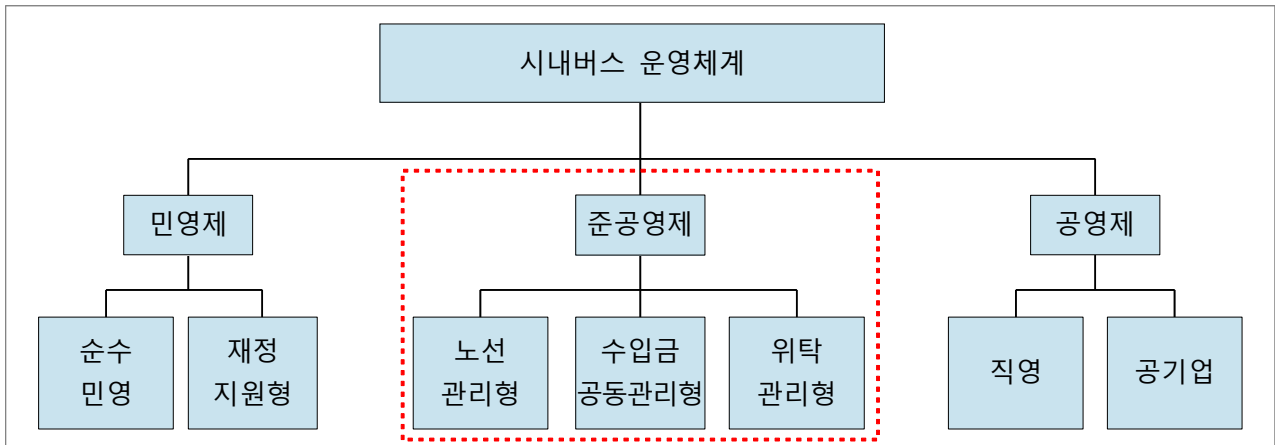 시내버스 운영체계
민영제
준공영제
공영제
순수
민영
재정
지원형
노선
관리형
수입금
공동관리형
위탁
관리형
직영
공기업